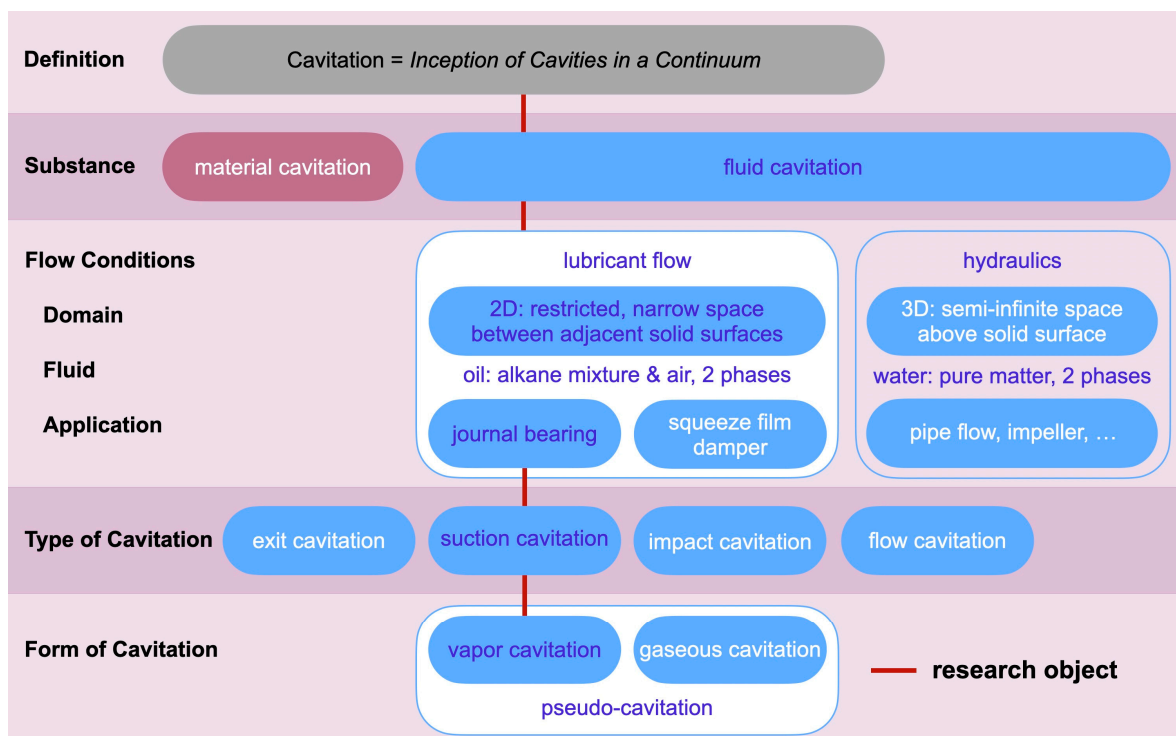 Definition
Cavitation = Inception of Cavities in a Continuum
Substance
material cavitation
fluid cavitation
Flow Conditions
lubricant flow
hydraulics
Domain
2D: restricted, narrow space
between adjacent solid surfaces
3D: semi-infinite space
above solid surface
Fluid
oil: alkane mixture & air, 2 phases
water: pure matter, 2 phases
Application
journal bearing
squeeze film
damper
pipe flow, impeller, …
Type of Cavitation
exit cavitation
suction cavitation
impact cavitation
flow cavitation
Form of Cavitation
vapor cavitation
gaseous cavitation
pseudo-cavitation
research object